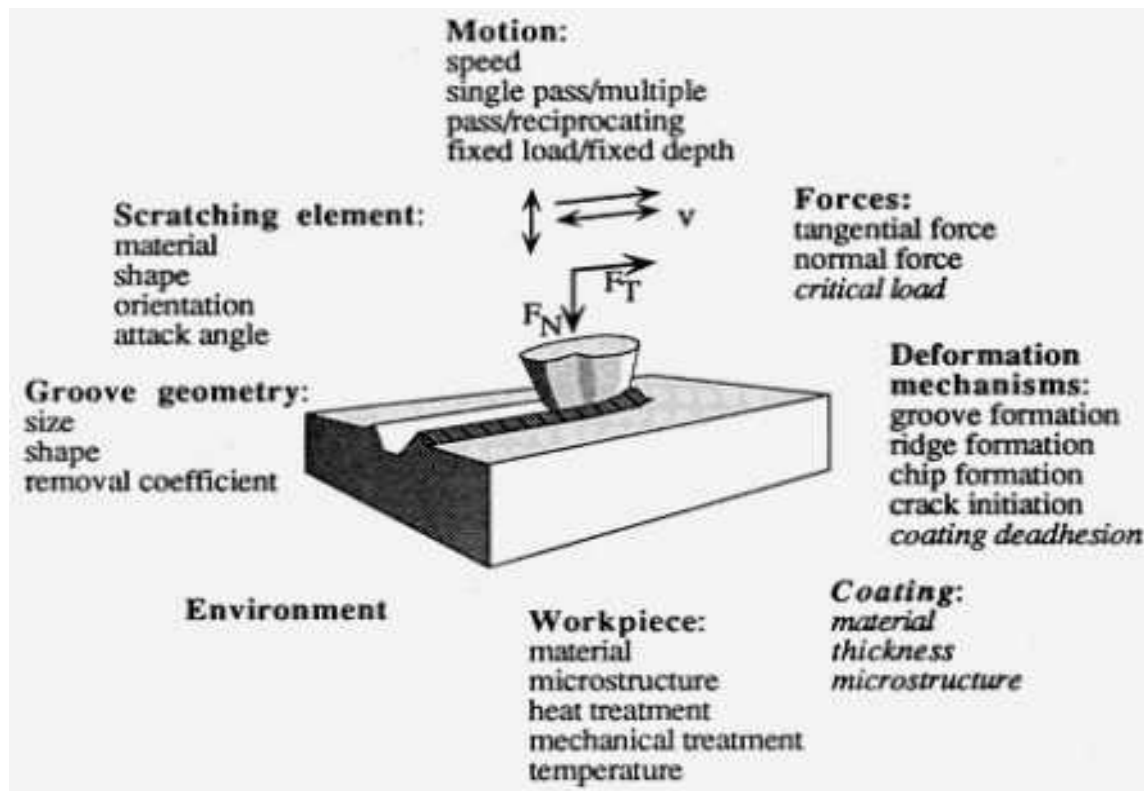 Motion:
speed
single pass/multiple
pass/reciprocating
fixed load/fixed depth
Scratching element:
material
shape
orientation
attack angle
v
Forces:
tangential force
normal force
critical load
F_T
F_N
Groove geometry:
size
shape
removal coefficient
Deformation
mechanisms:
groove formation
ridge formation
chip formation
crack initiation
coating deadhesion
Environment
Workpiece:
material
microstructure
heat treatment
mechanical treatment
temperature
Coating:
material
thickness
microstructure